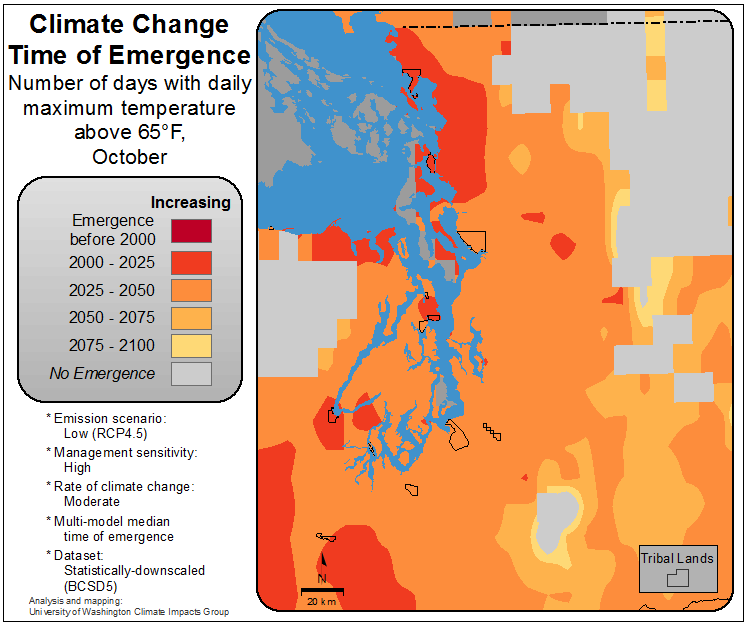 Climate Change
Time of Emergence
Number of days with daily
maximum temperature
above 65°F,
October
Increasing
Emergence
before 2000
2000 - 2025
2025 - 2050
2050 - 2075
2075 - 2100
No Emergence
* Emission scenario:
Low (RCP4.5)
* Management sensitivity:
High
* Rate of climate change:
Moderate
* Multi-model median
time of emergence
* Dataset:
Statistically-downscaled
(BCSD5)
Analysis and mapping:
University of Washington Climate Impacts Group
N
20 km
Tribal Lands